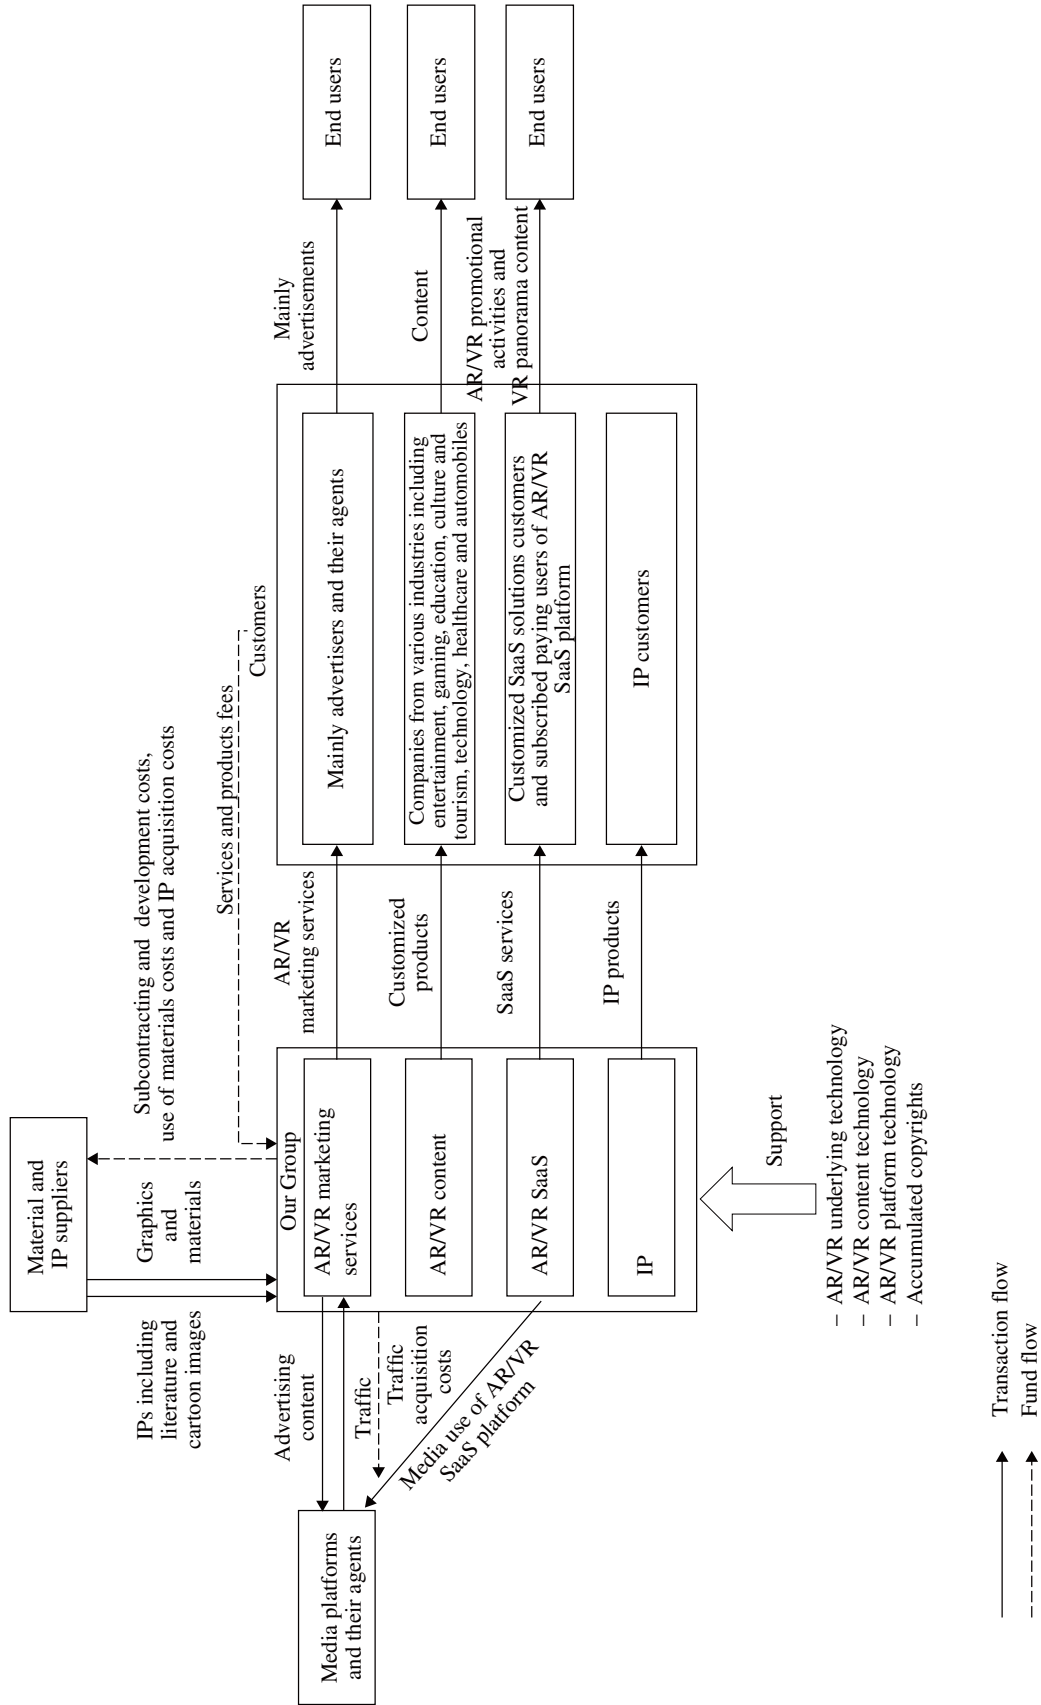 Material and
IP suppliers
IPs including
literature and
cartoon images
Graphics
and
materials
Subcontracting and development costs,
use of materials costs and IP acquisition costs
Services and products fees
Media platforms
and their agents
Advertising
content
Traffic
Traffic
acquisition
costs
Media use of AR/VR
SaaS platform
Our Group
AR/VR marketing
services
AR/VR content
AR/VR SaaS
IP
AR/VR
marketing services
Customized
products
SaaS services
IP products
Customers
Mainly advertisers and their agents
Companies from various industries including
entertainment, gaming, education, culture and
tourism, technology, healthcare and automobiles
Customized SaaS solutions customers
and subscribed paying users of AR/VR
SaaS platform
IP customers
Mainly
advertisements
Content
AR/VR promotional
activities and
VR panorama content
End users
End users
End users
Support
– AR/VR underlying technology
– AR/VR content technology
– AR/VR platform technology
– Accumulated copyrights
Transaction flow
Fund flow